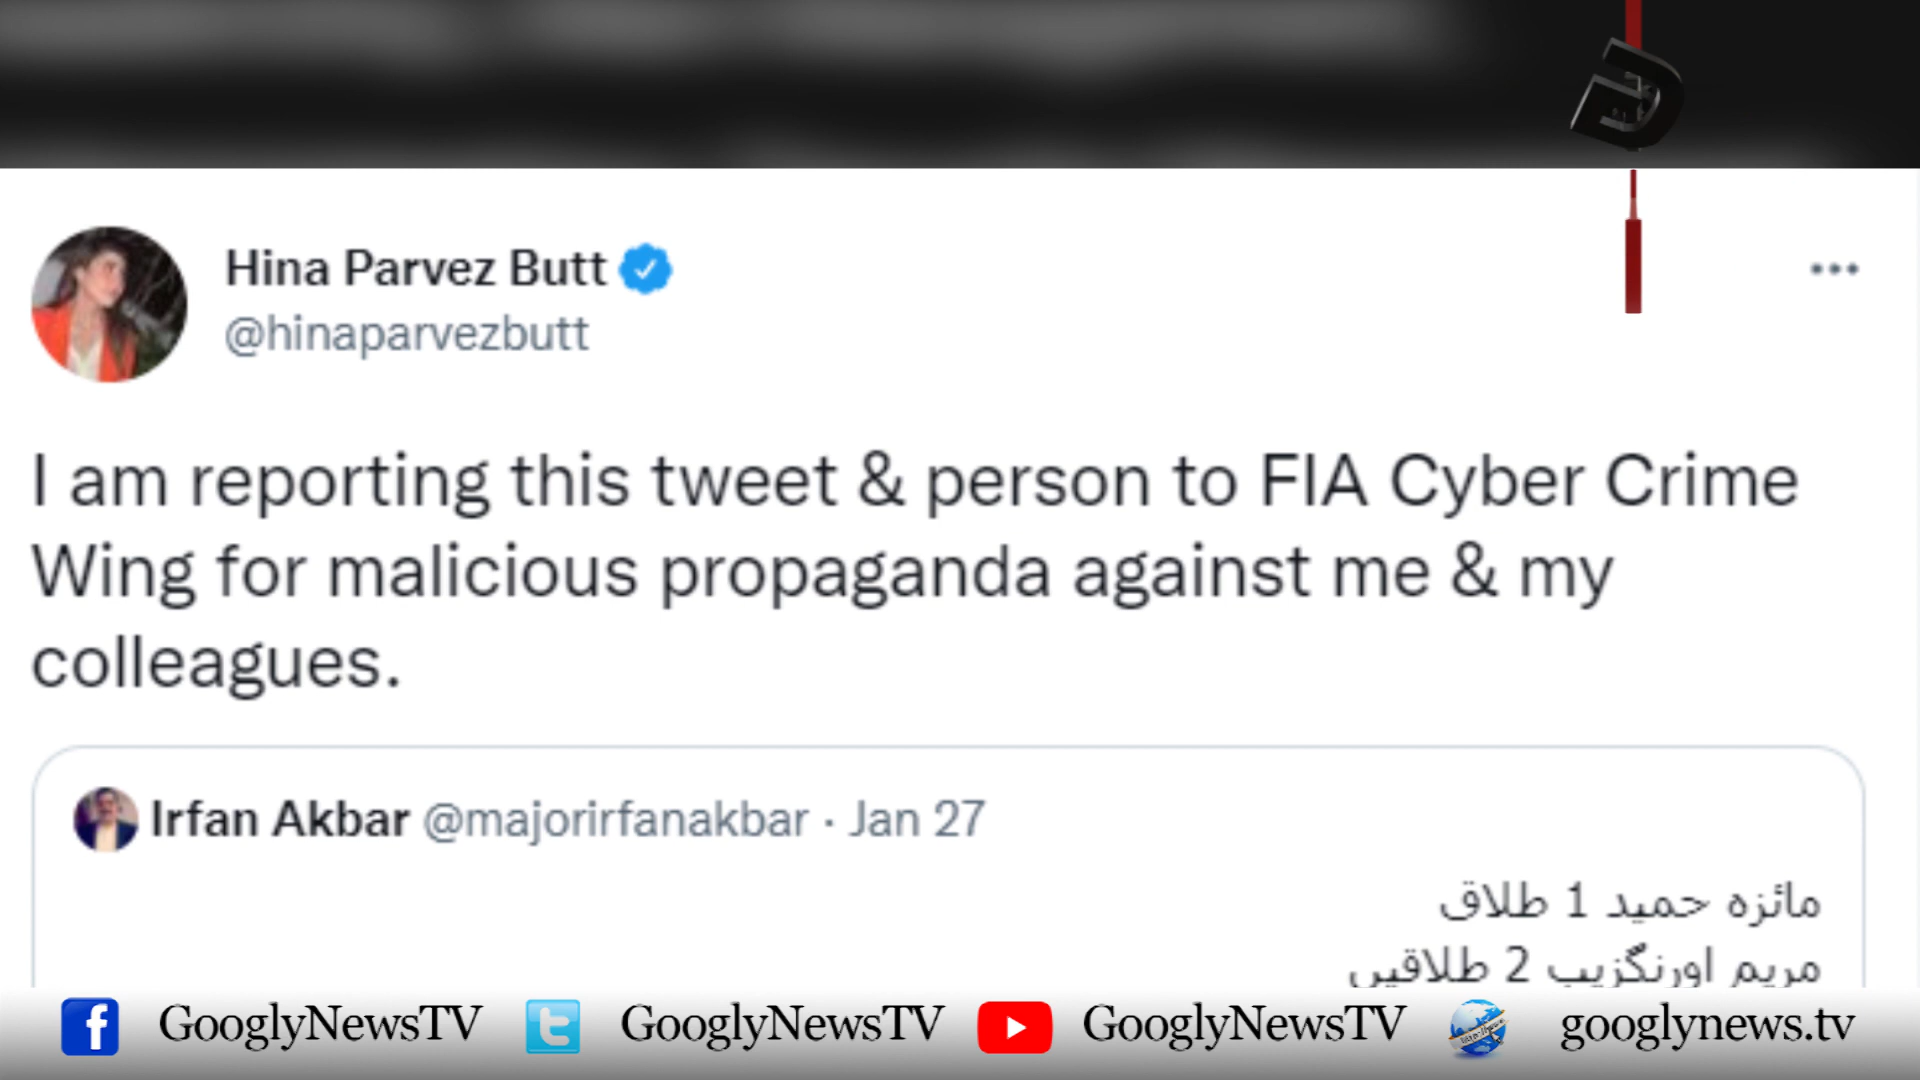 Hina Parvez Butt
@hinaparvezbutt
I am reporting this tweet & person to FIA Cyber Crime
Wing for malicious propaganda against me & my
colleagues.
Irfan Akbar @majorirfanakbar · Jan 27
مائزہ حمید 1 طلاق
مریم اورنگزیب 2 طلاقیں
GooglyNewsTV GooglyNewsTV GooglyNewsTV googlynews.tv